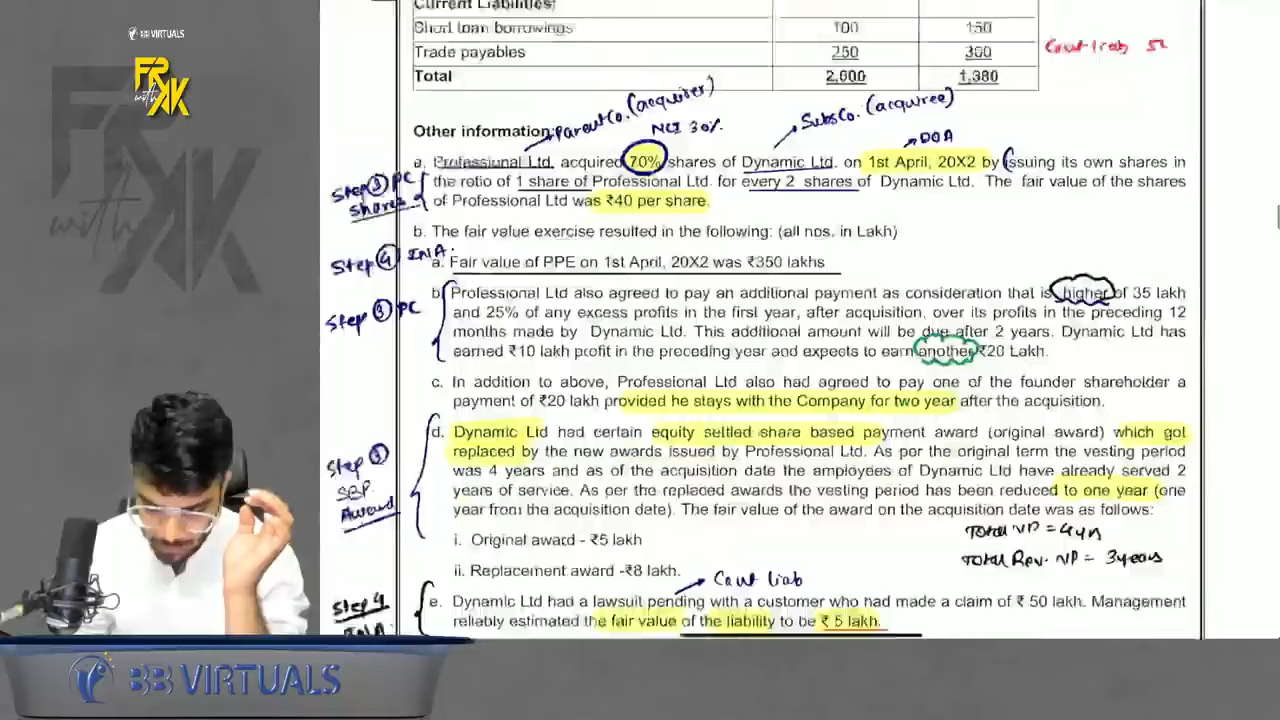 BB VIRTUALS
FR
with
AK
Current Liabilities:
Short loan borrowings 100 150
Trade payables 250 300
Total 2,000 1,380
Cont liab 50
Other information:
Parent Co. (acquirer)
NCI 30%
Subs Co. (acquiree)
DOA
a. Professional Ltd. acquired 70% shares of Dynamic Ltd. on 1st April, 20X2 by issuing its own shares in
the ratio of 1 share of Professional Ltd. for every 2 shares of Dynamic Ltd. The fair value of the shares
of Professional Ltd was ₹40 per share.
Step 3 PC
Shares
b. The fair value exercise resulted in the following: (all nos. in Lakh)
Step 4 INA
a. Fair value of PPE on 1st April, 20X2 was ₹350 lakhs
b. Professional Ltd also agreed to pay an additional payment as consideration that is higher of 35 lakh
and 25% of any excess profits in the first year, after acquisition, over its profits in the preceding 12
months made by Dynamic Ltd. This additional amount will be due after 2 years. Dynamic Ltd has
earned ₹10 lakh profit in the preceding year and expects to earn another ₹20 Lakh.
Step 3 PC
c. In addition to above, Professional Ltd also had agreed to pay one of the founder shareholder a
payment of ₹20 lakh provided he stays with the Company for two year after the acquisition.
d. Dynamic Ltd had certain equity settled share based payment award (original award) which got
replaced by the new awards issued by Professional Ltd. As per the original term the vesting period
was 4 years and as of the acquisition date the employees of Dynamic Ltd have already served 2
years of service. As per the replaced awards the vesting period has been reduced to one year (one
year from the acquisition date). The fair value of the award on the acquisition date was as follows:
Step 3
SBP
Award
i. Original award - ₹5 lakh
ii. Replacement award -₹8 lakh.
Total VP = 4 yrs
Total Rev. VP = 3 years
Cont liab
e. Dynamic Ltd had a lawsuit pending with a customer who had made a claim of ₹ 50 lakh. Management
reliably estimated the fair value of the liability to be ₹ 5 lakh.
Step 4
INA
BB VIRTUALS